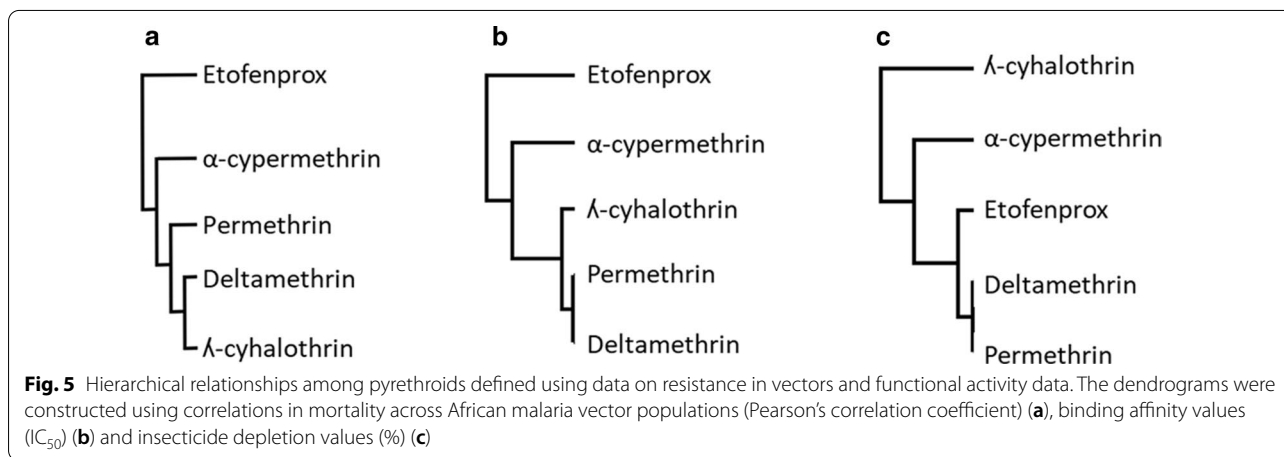 a
Etofenprox
α-cypermethrin
Permethrin
Deltamethrin
ʎ-cyhalothrin
b
Etofenprox
α-cypermethrin
ʎ-cyhalothrin
Permethrin
Deltamethrin
c
ʎ-cyhalothrin
α-cypermethrin
Etofenprox
Deltamethrin
Permethrin
Fig. 5 Hierarchical relationships among pyrethroids defined using data on resistance in vectors and functional activity data. The dendrograms were
constructed using correlations in mortality across African malaria vector populations (Pearson's correlation coefficient) (a), binding affinity values
(IC50) (b) and insecticide depletion values (%) (c)